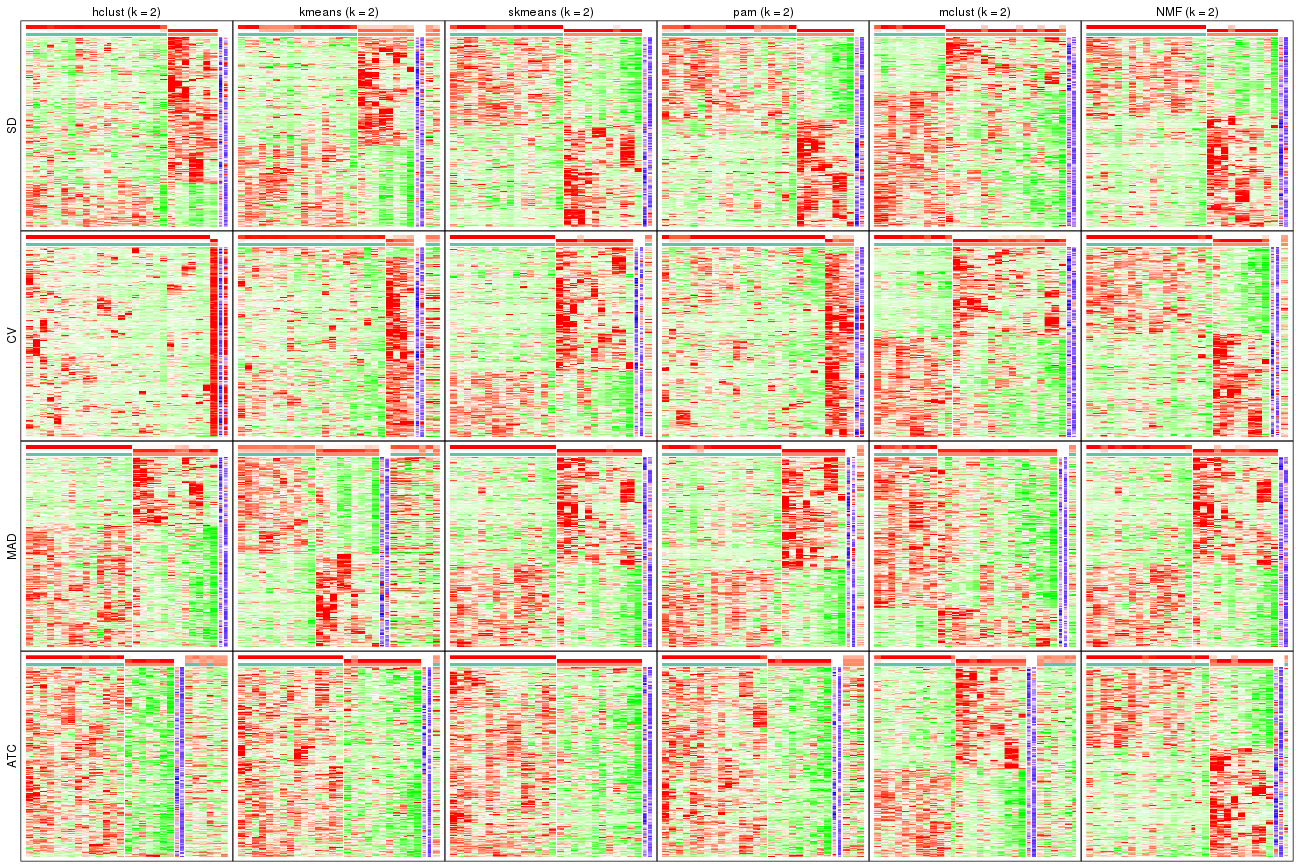 hclust (k = 2) kmeans (k = 2) skmeans (k = 2) pam (k = 2) mclust (k = 2) NMF (k = 2)
SD
CV
MAD
ATC